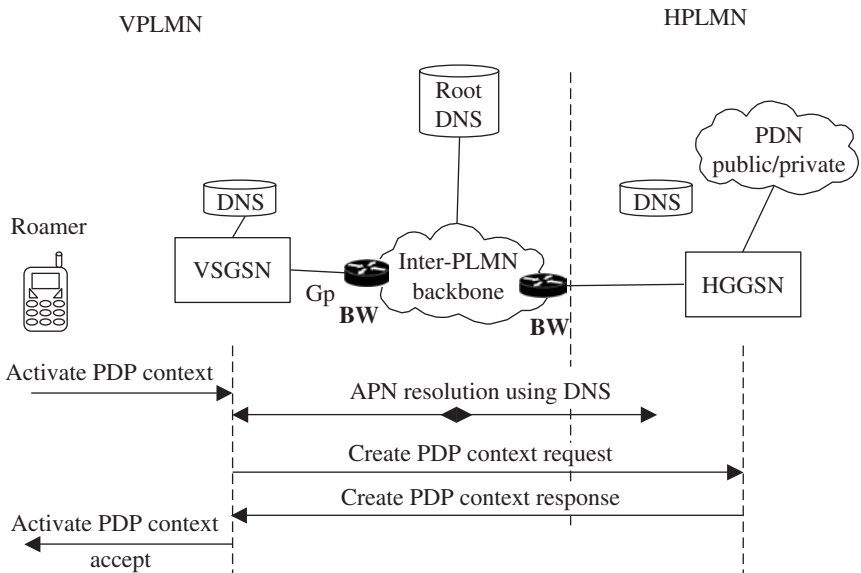 VPLMN
HPLMN
Root
DNS
PDN
public/private
DNS
DNS
Roamer
VSGSN
Inter-PLMN
backbone
HGGSN
Gp
BW
BW
Activate PDP context
APN resolution using DNS
Create PDP context request
Create PDP context response
Activate PDP context
accept